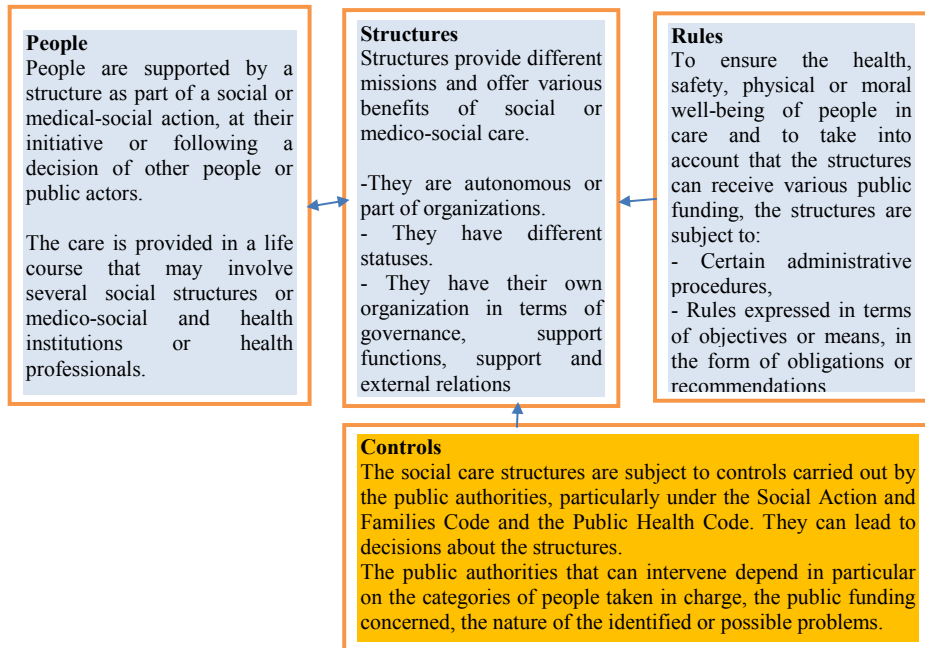 People
People are supported by a
structure as part of a social or
medical-social action, at their
initiative or following a
decision of other people or
public actors.
The care is provided in a life
course that may involve
several social structures or
medico-social and health
institutions or health
professionals.
Structures
Structures provide different
missions and offer various
benefits of social or
medico-social care.
-They are autonomous or
part of organizations.
- They have different
statuses.
- They have their own
organization in terms of
governance, support
functions, support and
external relations
Rules
To ensure the health,
safety, physical or moral
well-being of people in
care and to take into
account that the structures
can receive various public
funding, the structures are
subject to:
- Certain administrative
procedures,
- Rules expressed in terms
of objectives or means, in
the form of obligations or
recommendations
Controls
The social care structures are subject to controls carried out by
the public authorities, particularly under the Social Action and
Families Code and the Public Health Code. They can lead to
decisions about the structures.
The public authorities that can intervene depend in particular
on the categories of people taken in charge, the public funding
concerned, the nature of the identified or possible problems.